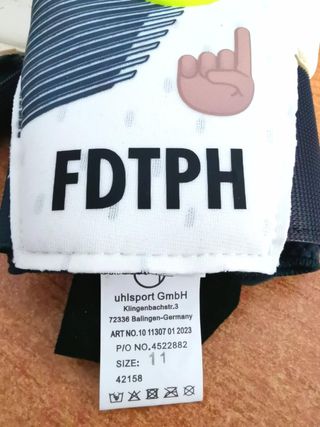 FDTPH
uhlsport GmbH
Klingenbachstr.3
72336 Balingen-Germany
ART NO.10 11307 01 2023
P/O NO.4522882
SIZE: 11
42158